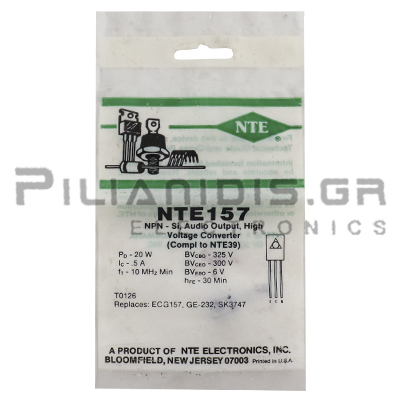 NTE
PILIANIDIS.GR
ELECTRONICS
NTE157
NPN - Si, Audio Output, High
Voltage Converter
(Compl to NTE39)
PD - 20 W BVCBO - 325 V
IC - .5 A BVCEO - 300 V
fT - 10 MHz Min BVEBO - 6 V
hFE - 30 Min
T0126
Replaces: ECG157, GE-232, SK3747
A PRODUCT OF NTE ELECTRONICS, INC.
BLOOMFIELD, NEW JERSEY 07003 Printed in U.S.A.